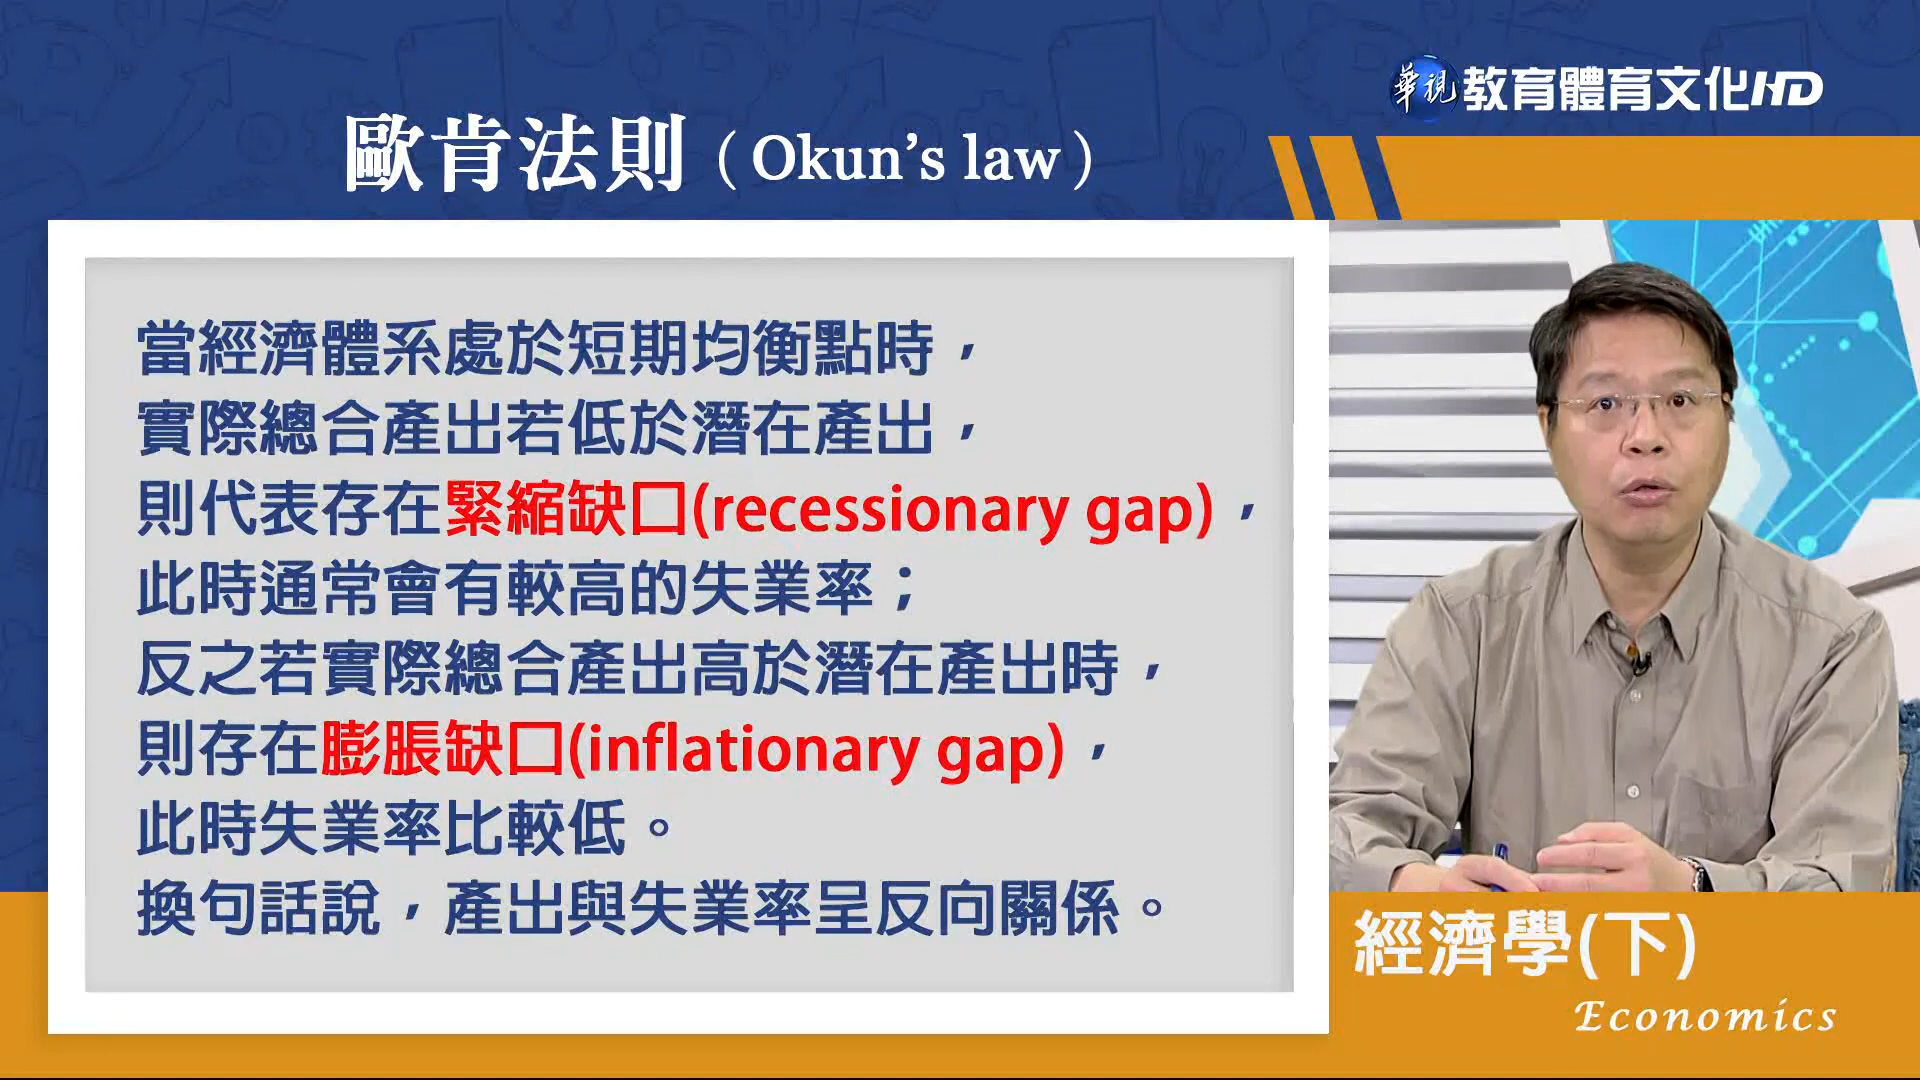 華視 教育體育文化HD
歐肯法則（Okun's law）
當經濟體系處於短期均衡點時，
實際總合產出若低於潛在產出，
則代表存在緊縮缺口(recessionary gap)，
此時通常會有較高的失業率；
反之若實際總合產出高於潛在產出時，
則存在膨脹缺口(inflationary gap)，
此時失業率比較低。
換句話說，產出與失業率呈反向關係。
經濟學(下)
Economics